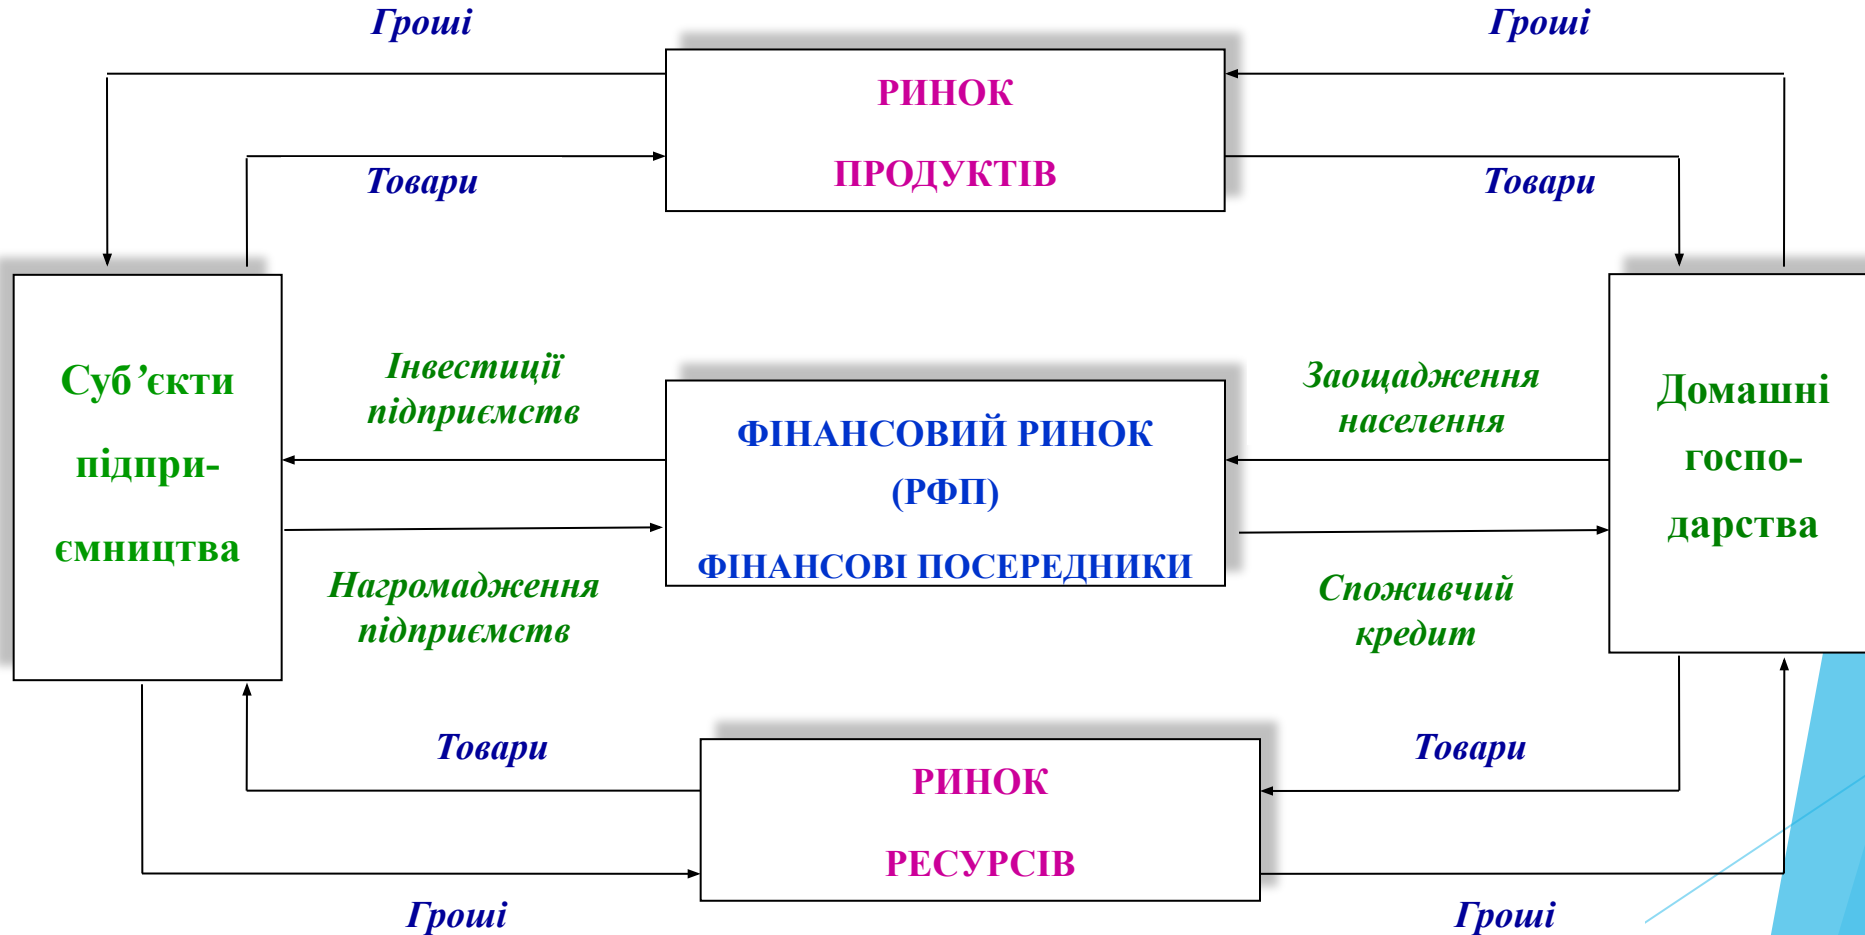 Гроші
Гроші
РИНОК
ПРОДУКТІВ
Товари
Товари
Суб’єкти
підпри-
ємництва
Інвестиції
підприємств
Нагромадження
підприємств
ФІНАНСОВИЙ РИНОК
(РФП)
ФІНАНСОВІ ПОСЕРЕДНИКИ
Заощадження
населення
Споживчий
кредит
Домашні
госпо-
дарства
Товари
Товари
РИНОК
РЕСУРСІВ
Гроші
Гроші